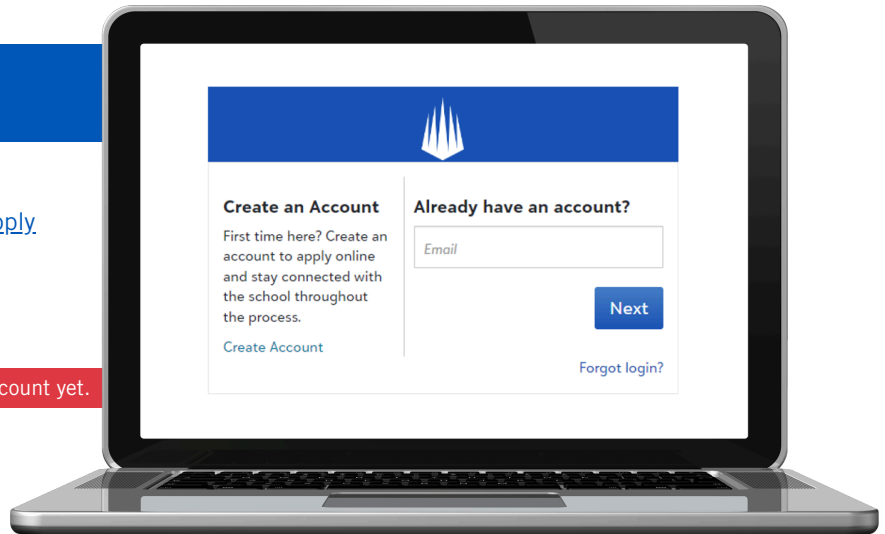 Create an Account
First time here? Create an
account to apply online
and stay connected with
the school throughout
the process.
Create Account
Already have an account?
Email
Next
Forgot login?
count yet.